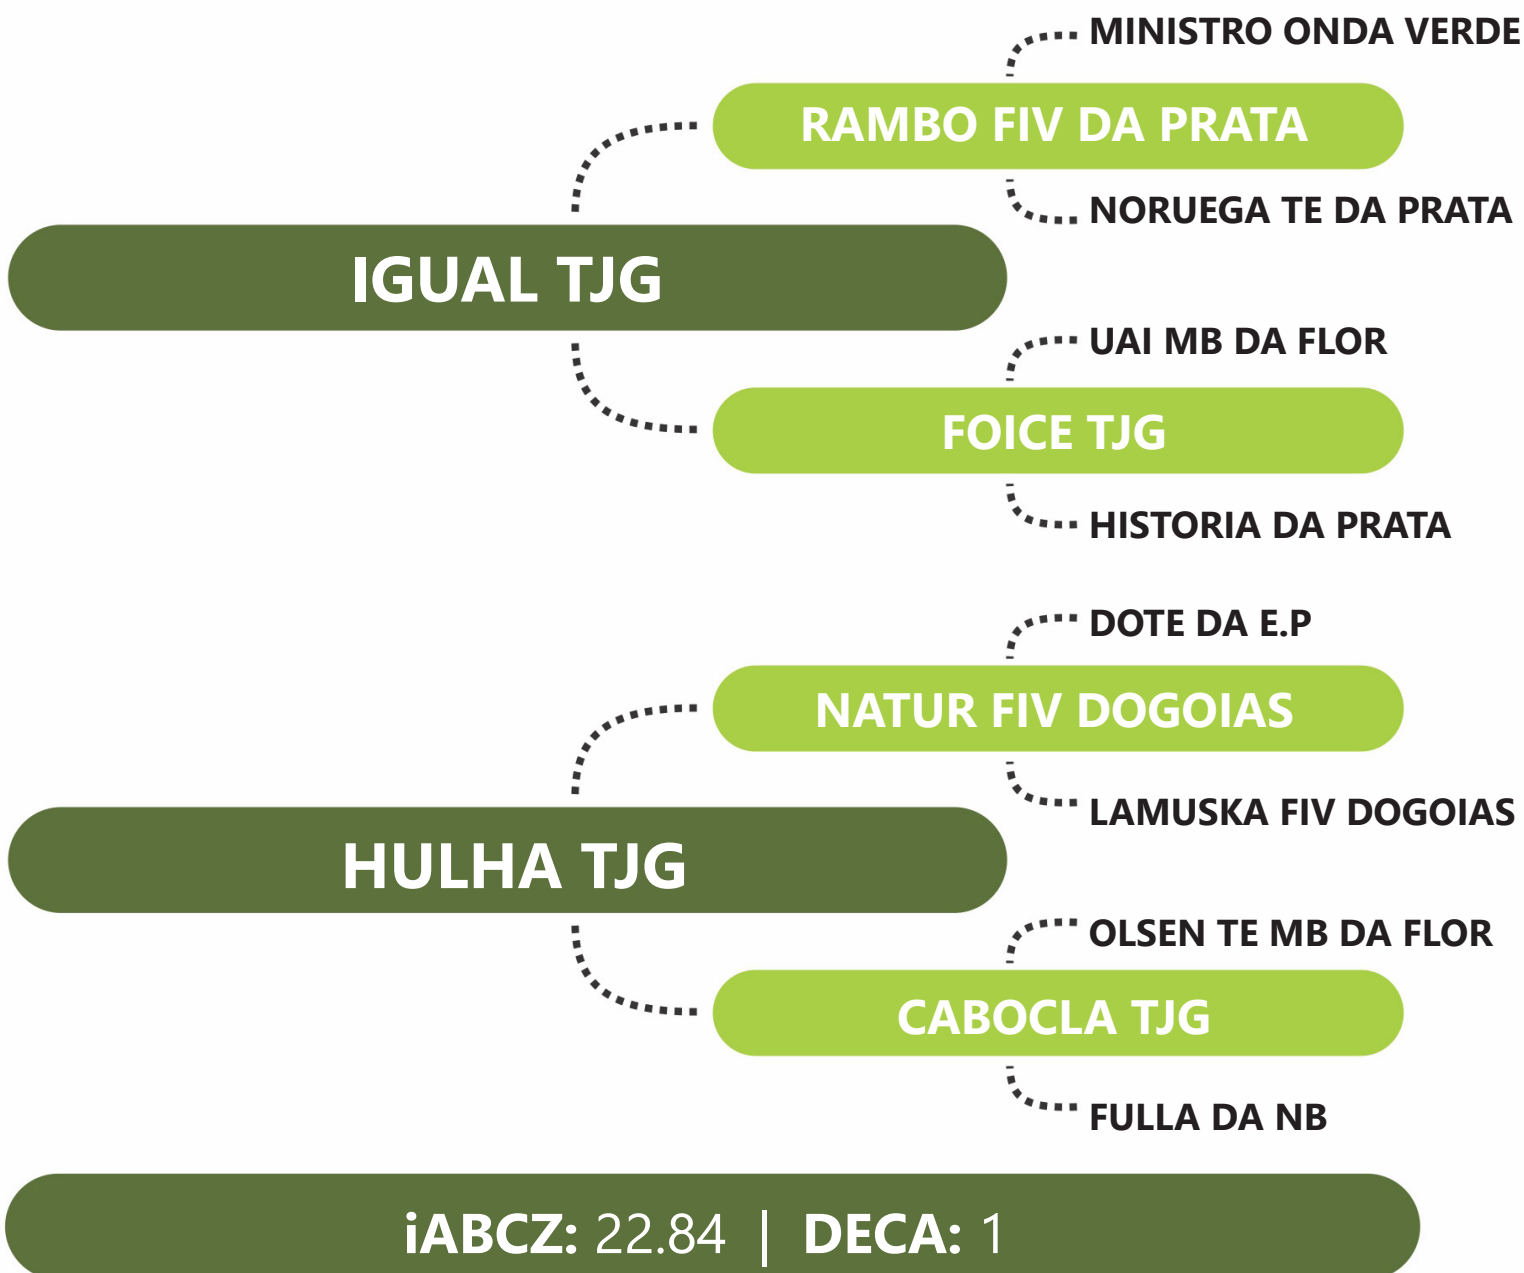 MINISTRO ONDA VERDE
RAMBO FIV DA PRATA
NORUEGA TE DA PRATA
IGUAL TJG
UAI MB DA FLOR
FOICE TJG
HISTORIA DA PRATA
DOTE DA E.P
NATUR FIV DOGOIAS
LAMUSKA FIV DOGOIAS
HULHA TJG
OLSEN TE MB DA FLOR
CABOCLA TJG
FULLA DA NB
iABCZ: 22.84 | DECA: 1